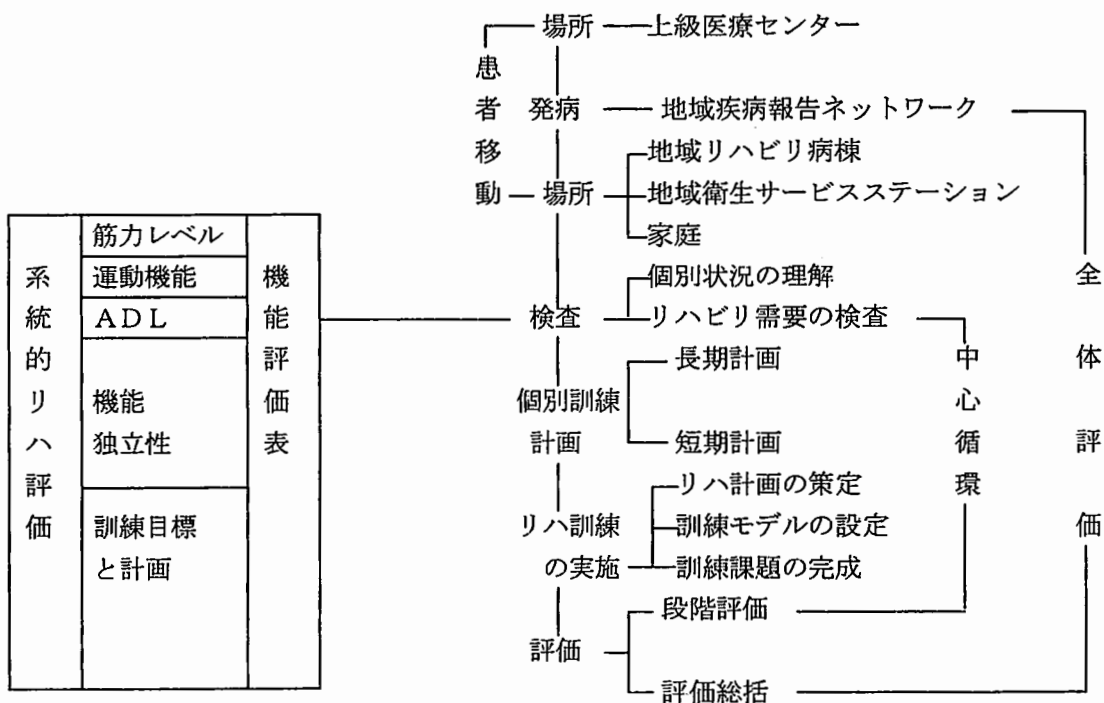 場所 上級医療センター
患者移動
発病 地域疾病報告ネットワーク
場所
地域リハビリ病棟
地域衛生サービスステーション
家庭
系統的リハ評価
筋力レベル
運動機能
ADL
機能
独立性
訓練目標
と計画
機能評価表
検査
個別状況の理解
リハビリ需要の検査
個別訓練
計画
長期計画
短期計画
リハ訓練
の実施
リハ計画の策定
訓練モデルの設定
訓練課題の完成
評価
段階評価
評価総括
中心循環
全体評価